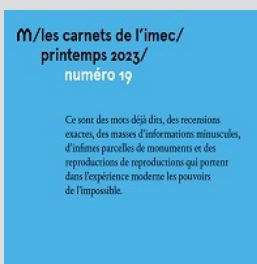 M/les carnets de l'imec/
printemps 2023/
numéro 19
Ce sont des mots déjà dits, des recensions
exactes, des masses d'informations minuscules,
d'infimes parcelles de monuments et des
reproductions de reproductions qui portent
dans l'expérience moderne les pouvoirs
de l'impossible.